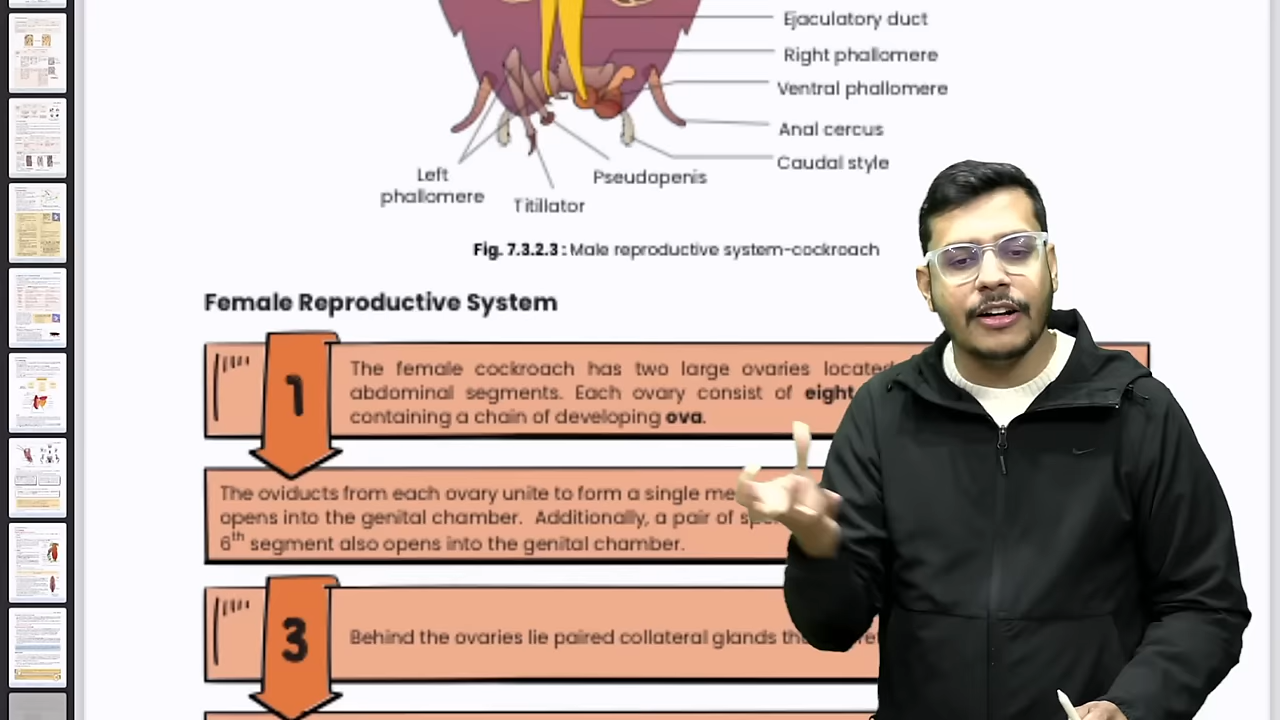 Ejaculatory duct
Right phallomere
Ventral phallomere
Anal cercus
Caudal style
Left
phallomere
Titillator
Pseudopenis
Fig. 7.3.2.3 : Male reproductive system-cockroach
Female Reproductive System
1
The female cockroach has two large varies located
abdominal segments. Each ovary consist of eight
containing a chain of developing ova.
The oviducts from each ovary unite to form a single
opens into the genital chamber. Additionally, a pair of
6th segment also opens into the genital chamber.
3
Behind the ovaries lie paired collateral glands